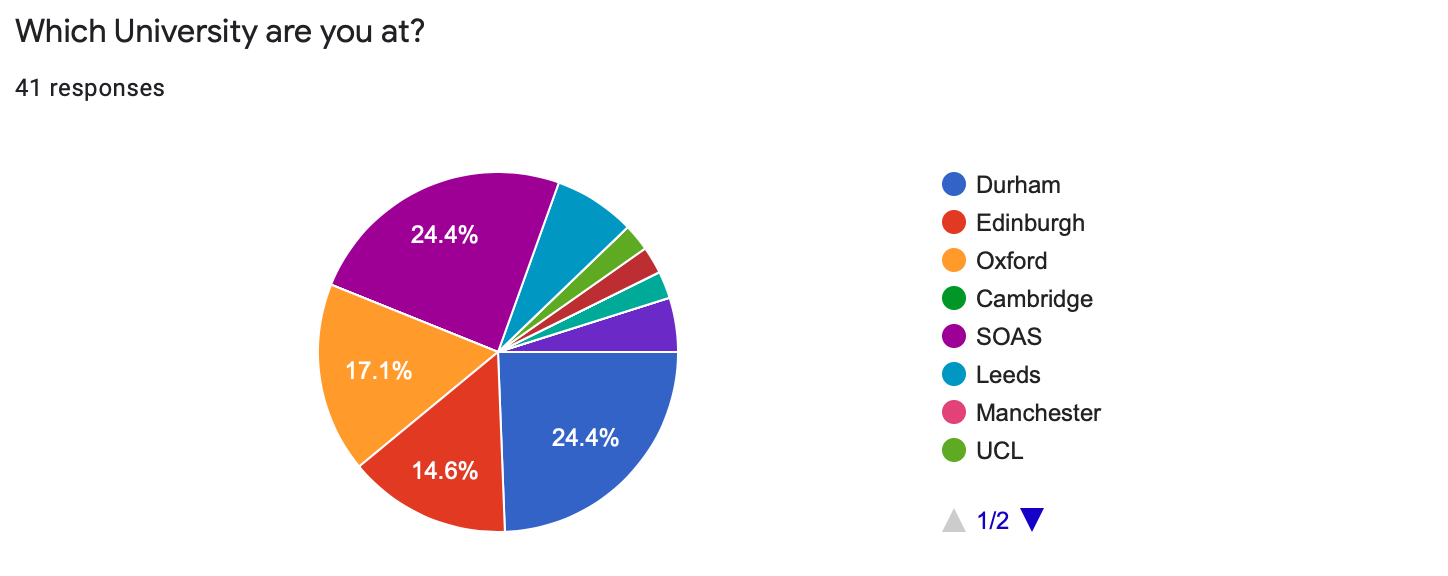 Which University are you at?
41 responses
24.4%
17.1%
14.6%
24.4%
Durham
Edinburgh
Oxford
Cambridge
SOAS
Leeds
Manchester
UCL
1/2